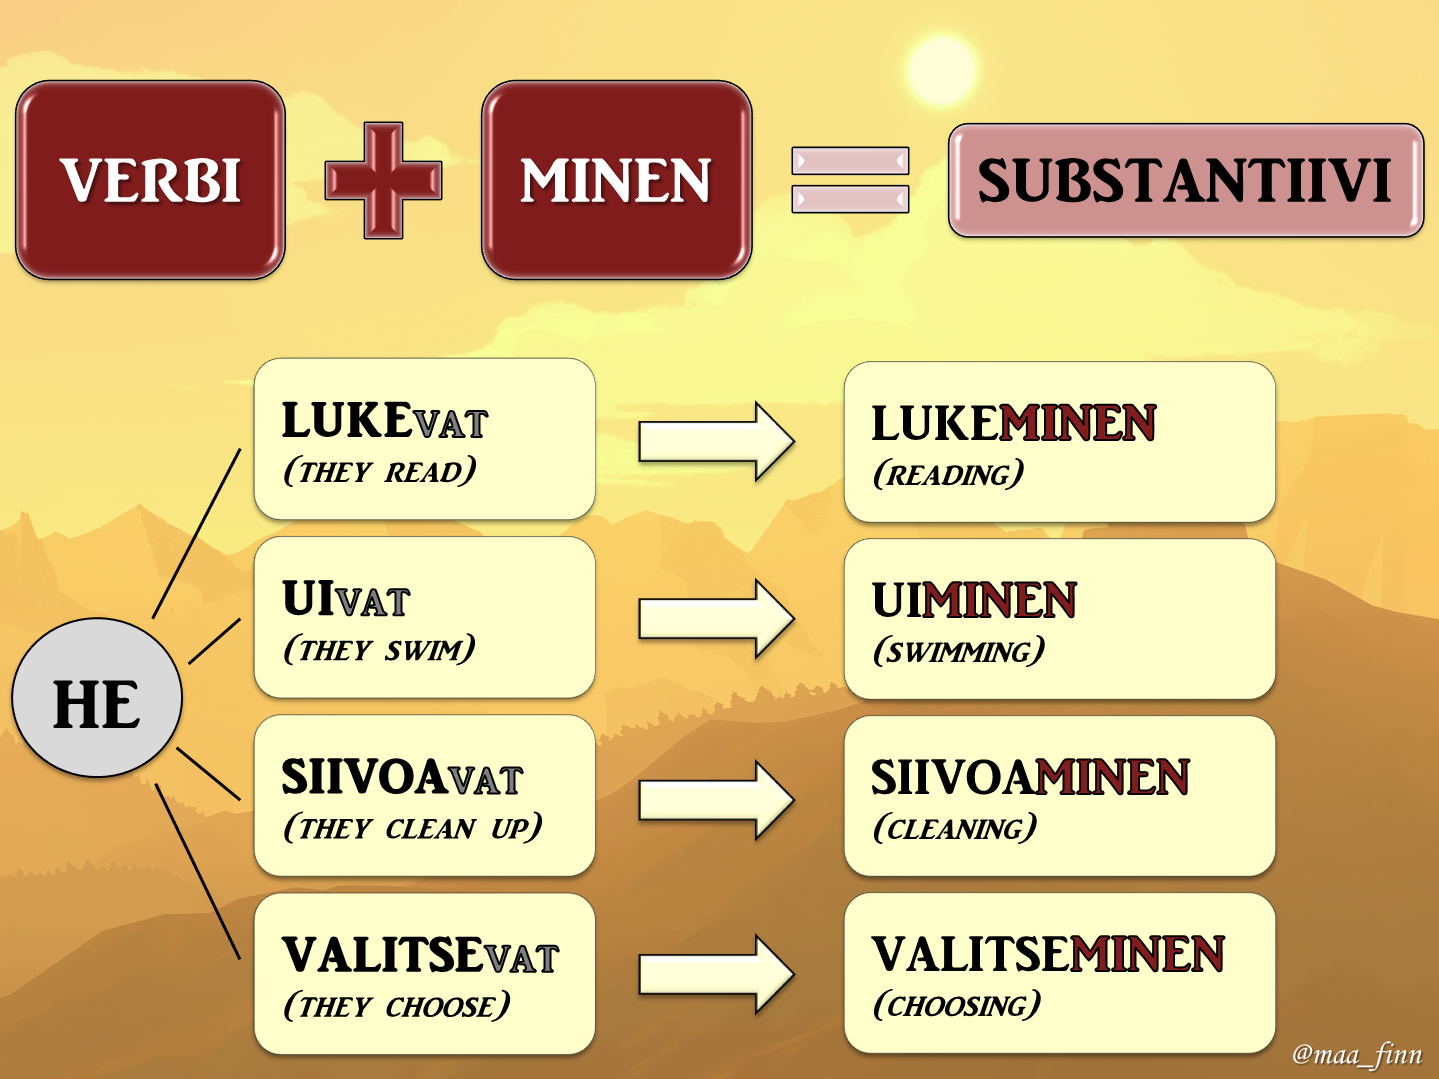 VERBI + MINEN = SUBSTANTIIVI
HE
LUKEVAT
(THEY READ)
LUKEMINEN
(READING)
UIVAT
(THEY SWIM)
UIMINEN
(SWIMMING)
SIIVOAVAT
(THEY CLEAN UP)
SIIVOAMINEN
(CLEANING)
VALITSEVAT
(THEY CHOOSE)
VALITSEMINEN
(CHOOSING)
@maa_finn